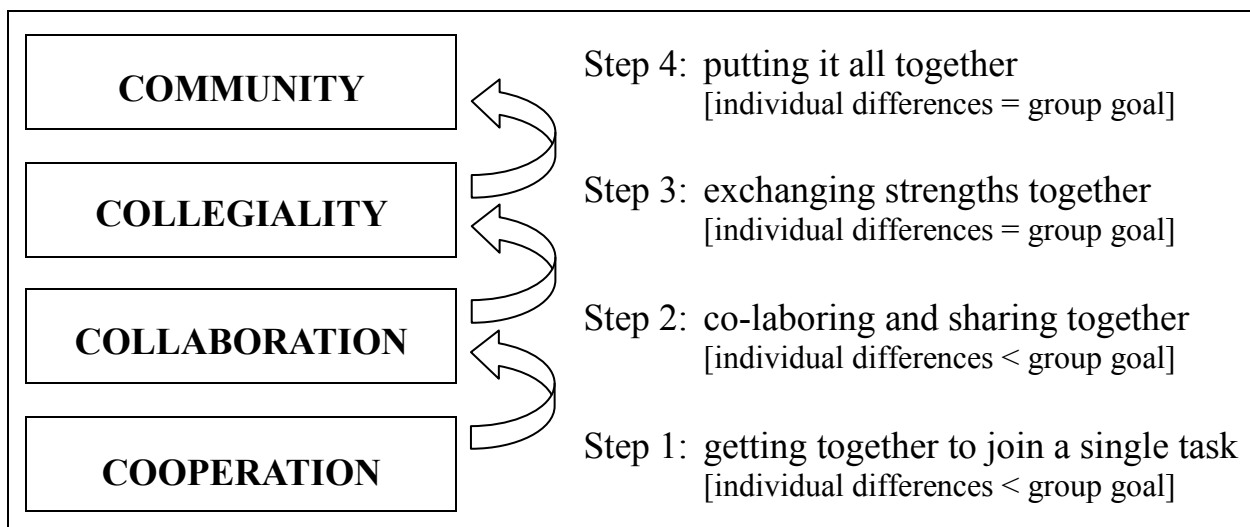 COMMUNITY
Step 4: putting it all together
[individual differences = group goal]
COLLEGIALITY
Step 3: exchanging strengths together
[individual differences = group goal]
COLLABORATION
Step 2: co-laboring and sharing together
[individual differences < group goal]
COOPERATION
Step 1: getting together to join a single task
[individual differences < group goal]